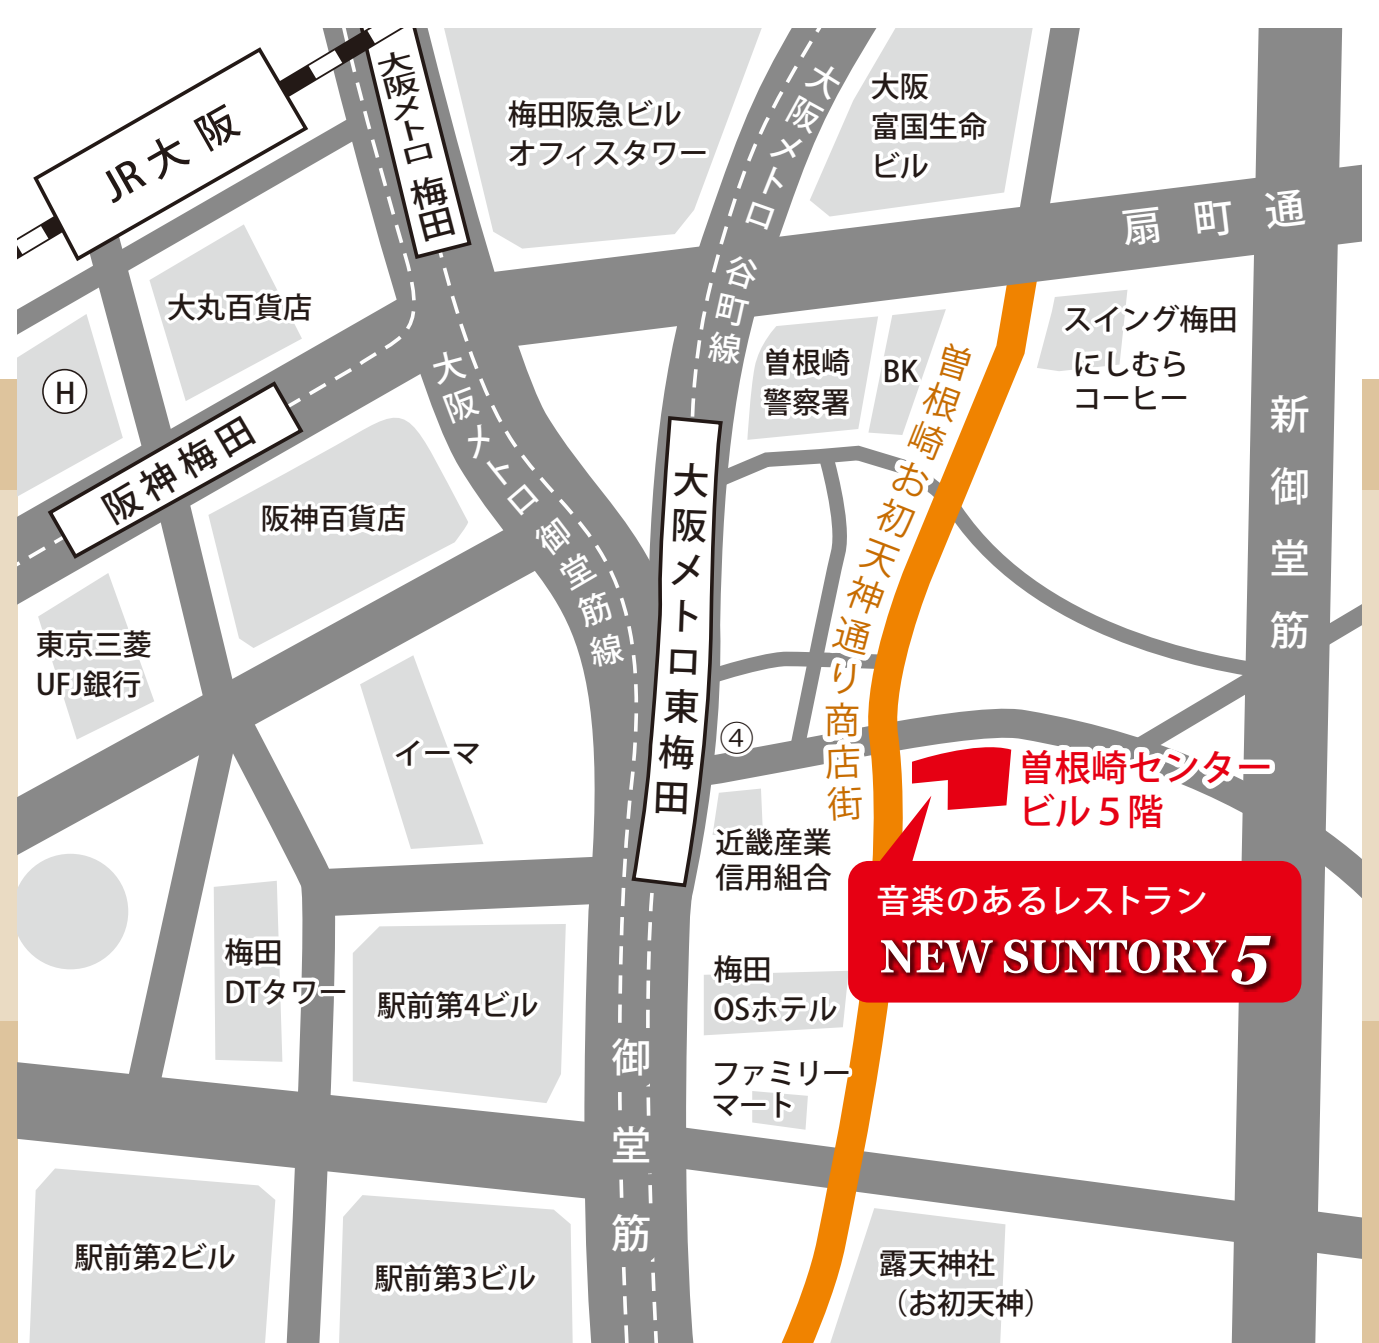 JR大阪
大阪メトロ 梅田
梅田阪急ビル
オフィスタワー
大阪メトロ 谷町線
大阪
富国生命
ビル
扇町通
大丸百貨店
H
阪神梅田
大阪メトロ 御堂筋線
阪神百貨店
曽根崎
警察署
BK
曽根崎お初天神通り商店街
スイング梅田
にしむら
コーヒー
新御堂筋
大阪メトロ東梅田
東京三菱
UFJ銀行
イーマ
④
曽根崎センター
ビル5階
近畿産業
信用組合
音楽のあるレストラン
NEW SUNTORY 5
梅田
DTタワー
駅前第4ビル
梅田
OSホテル
ファミリー
マート
御堂筋
駅前第2ビル
駅前第3ビル
露天神社
（お初天神）